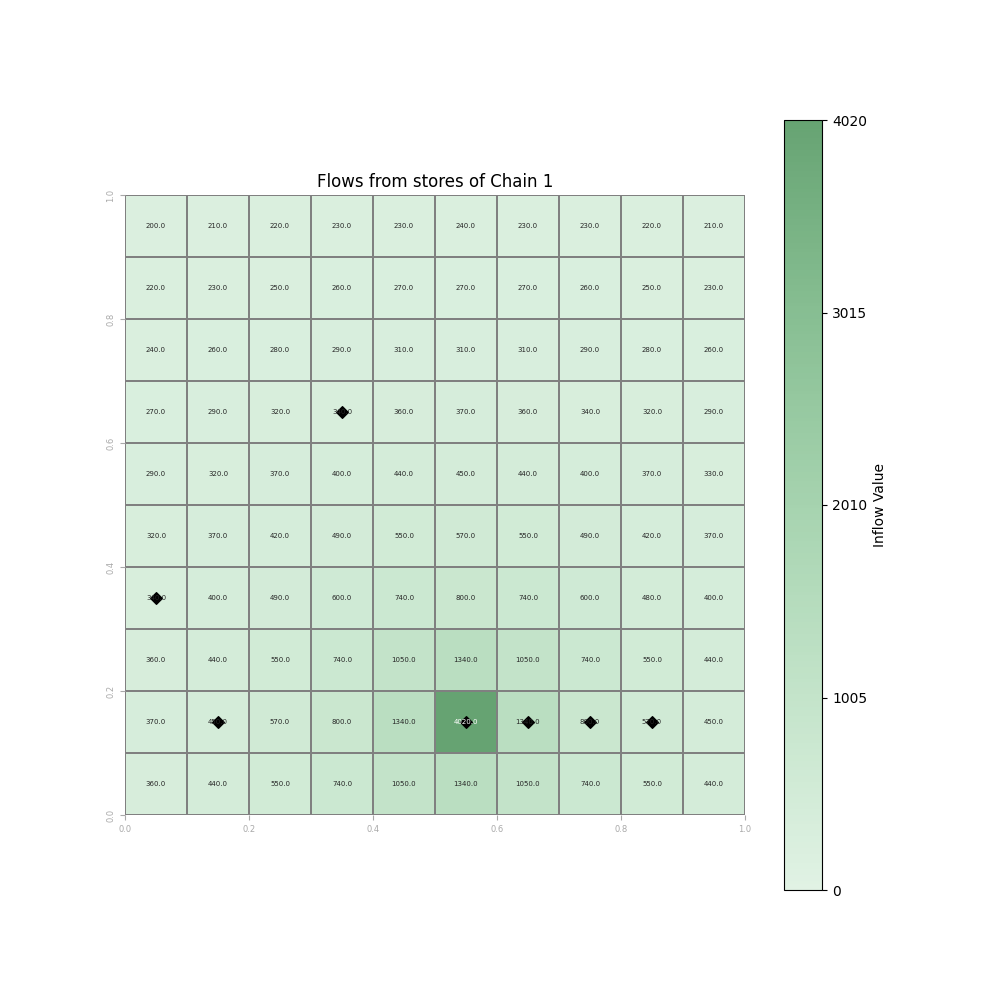 Flows from stores of Chain 1
1.0
200.0 210.0 220.0 230.0 230.0 240.0 230.0 230.0 220.0 210.0
220.0 230.0 250.0 260.0 270.0 270.0 270.0 260.0 250.0 230.0
0.8
240.0 260.0 280.0 290.0 310.0 310.0 310.0 290.0 280.0 260.0
270.0 290.0 320.0 360.0 370.0 360.0 340.0 320.0 290.0
0.6
290.0 320.0 370.0 400.0 440.0 450.0 440.0 400.0 370.0 330.0
320.0 370.0 420.0 490.0 550.0 570.0 550.0 490.0 420.0 370.0
0.4
400.0 490.0 600.0 740.0 800.0 740.0 600.0 480.0 400.0
360.0 440.0 550.0 740.0 1050.0 1340.0 1050.0 740.0 550.0 440.0
0.2
370.0 570.0 800.0 1340.0 4020.0 450.0
360.0 440.0 550.0 740.0 1050.0 1340.0 1050.0 740.0 550.0 440.0
0.0
0.0 0.2 0.4 0.6 0.8 1.0
4020
3015
2010
1005
0
Inflow Value